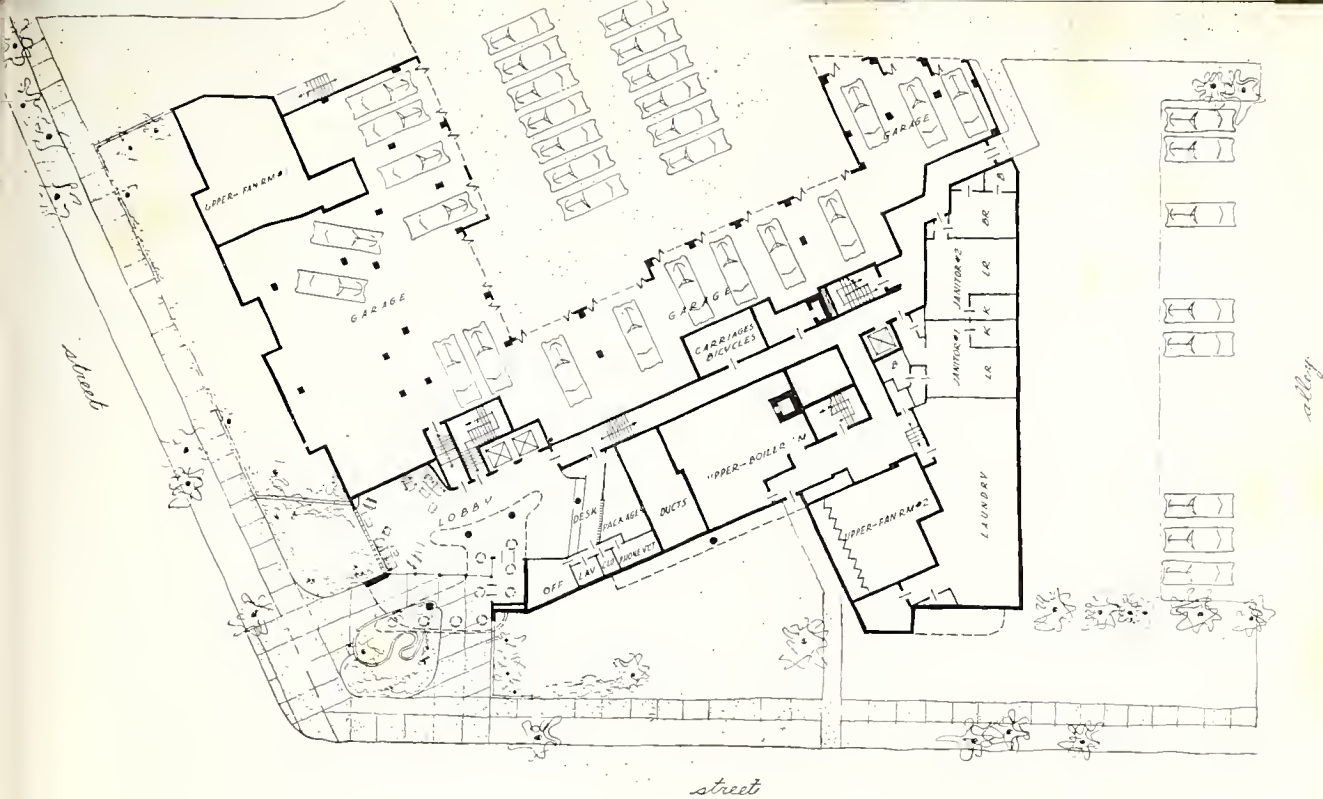 UPPER-FAN RM #1
GARAGE
GARAGE
GARAGE
CARRIAGES
BICYCLES
B
BR
JANITOR #2
LR
K
K
JANITOR #1
LR
B
LOBBY
DESK
PACKAGES
DUCTS
UPPER-BOILER RM
UPPER-FAN RM #2
LAUNDRY
OFF
LAV
CLO
PHONE
street
alley
street